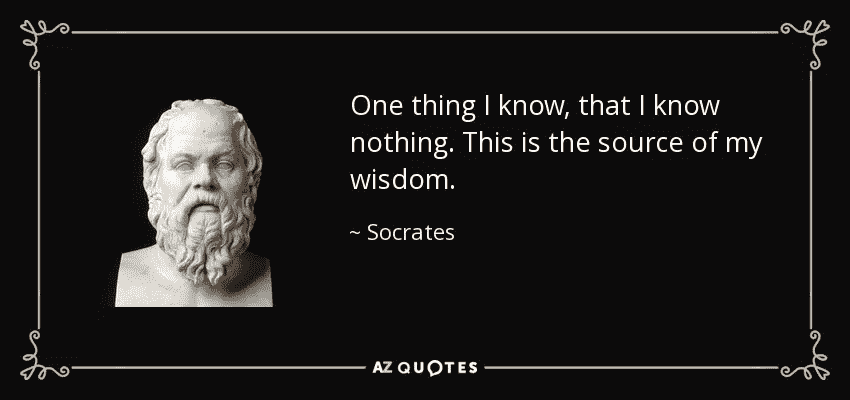 One thing I know, that I know
nothing. This is the source of my
wisdom.
~ Socrates
AZ QUOTES